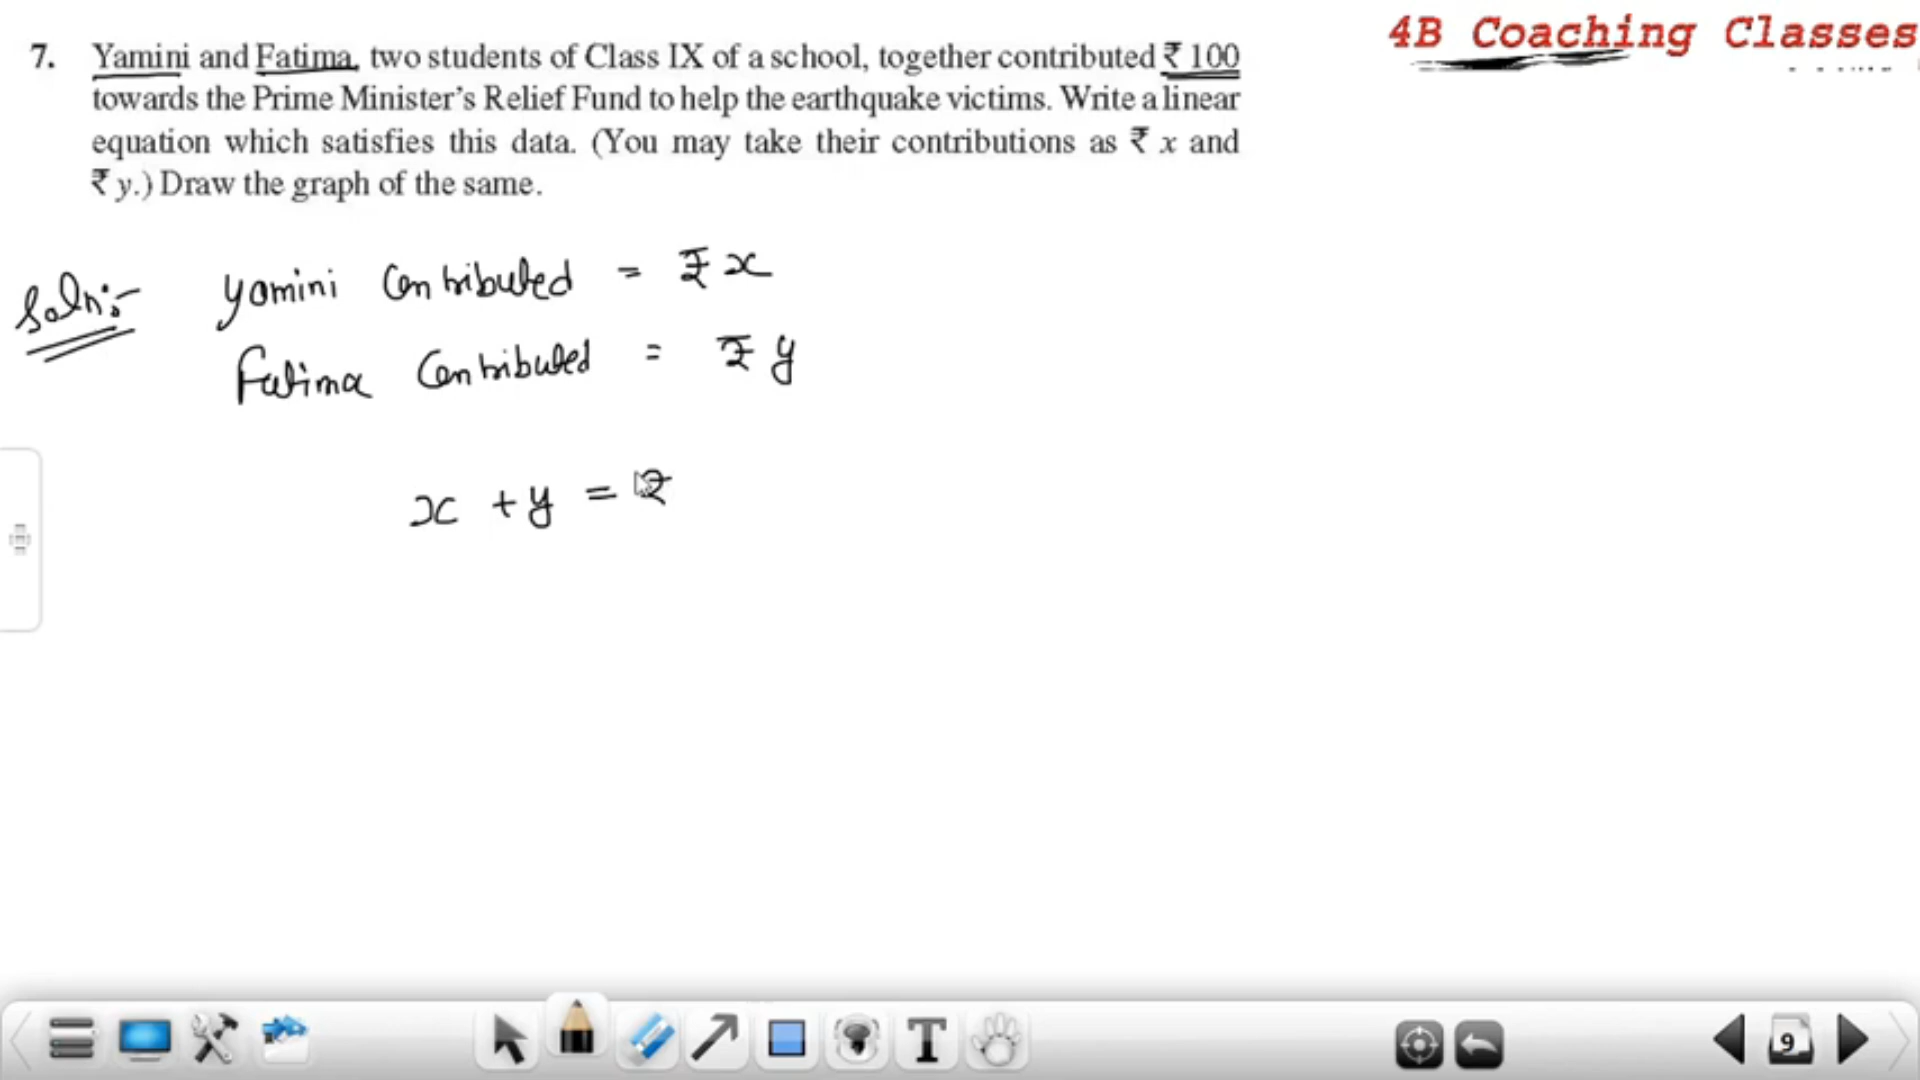 4B Coaching Classes
7. Yamini and Fatima, two students of Class IX of a school, together contributed ₹ 100
towards the Prime Minister’s Relief Fund to help the earthquake victims. Write a linear
equation which satisfies this data. (You may take their contributions as ₹ x and
₹ y.) Draw the graph of the same.
Soln:- yamini Contributed = ₹ x
Fatima Contributed = ₹ y
x + y = ₹
T
9